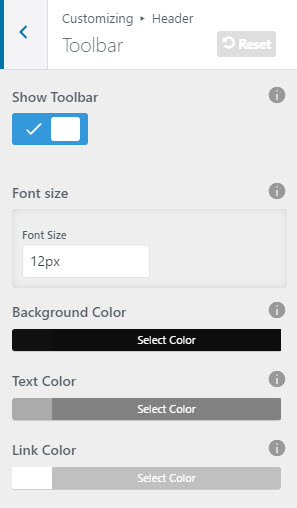 Customizing ▸ Header
Toolbar
Reset
Show Toolbar
Font size
Font Size
12px
Background Color
Select Color
Text Color
Select Color
Link Color
Select Color